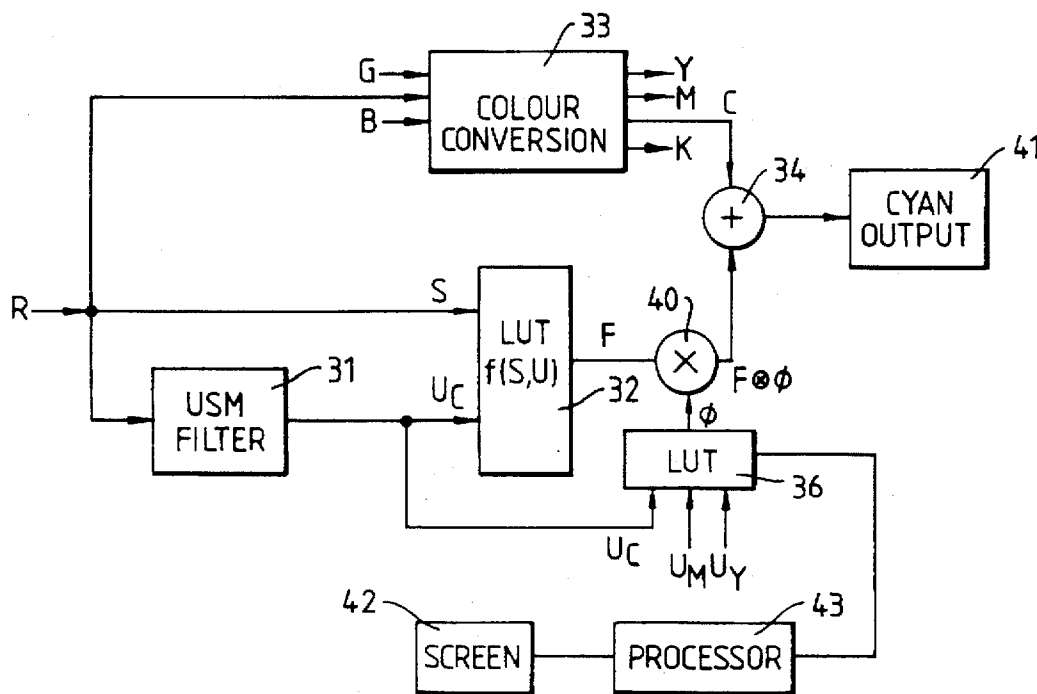 33
G
B
COLOUR
CONVERSION
Y
M
C
K
34
+
41
CYAN
OUTPUT
R
S
31
USM
FILTER
U_C
LUT
f(S,U)
32
F
40
×
F⊗Φ
Φ
LUT
36
U_C
U_M
U_Y
42
SCREEN
43
PROCESSOR